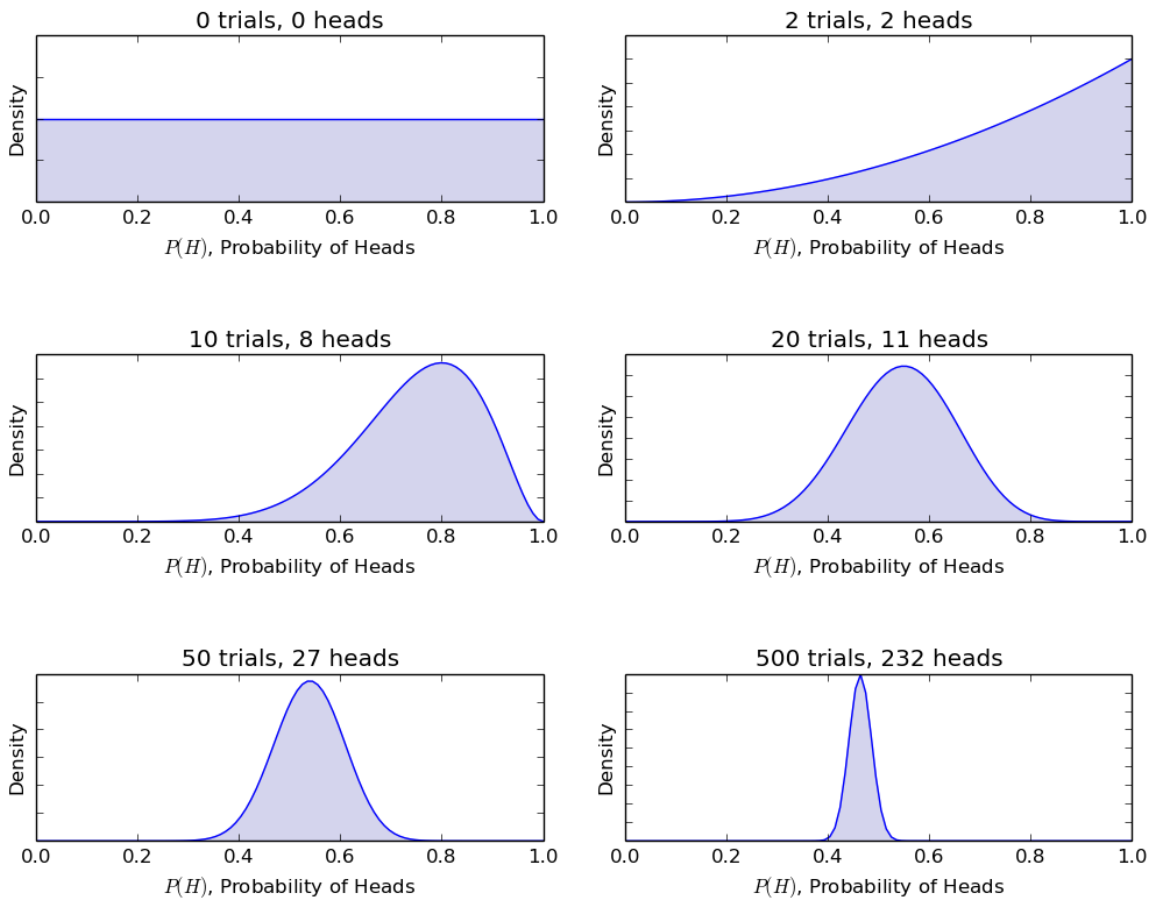 0 trials, 0 heads
Density
0.0 0.2 0.4 0.6 0.8 1.0
P(H), Probability of Heads
2 trials, 2 heads
Density
0.0 0.2 0.4 0.6 0.8 1.0
P(H), Probability of Heads
10 trials, 8 heads
Density
0.0 0.2 0.4 0.6 0.8 1.0
P(H), Probability of Heads
20 trials, 11 heads
Density
0.0 0.2 0.4 0.6 0.8 1.0
P(H), Probability of Heads
50 trials, 27 heads
Density
0.0 0.2 0.4 0.6 0.8 1.0
P(H), Probability of Heads
500 trials, 232 heads
Density
0.0 0.2 0.4 0.6 0.8 1.0
P(H), Probability of Heads